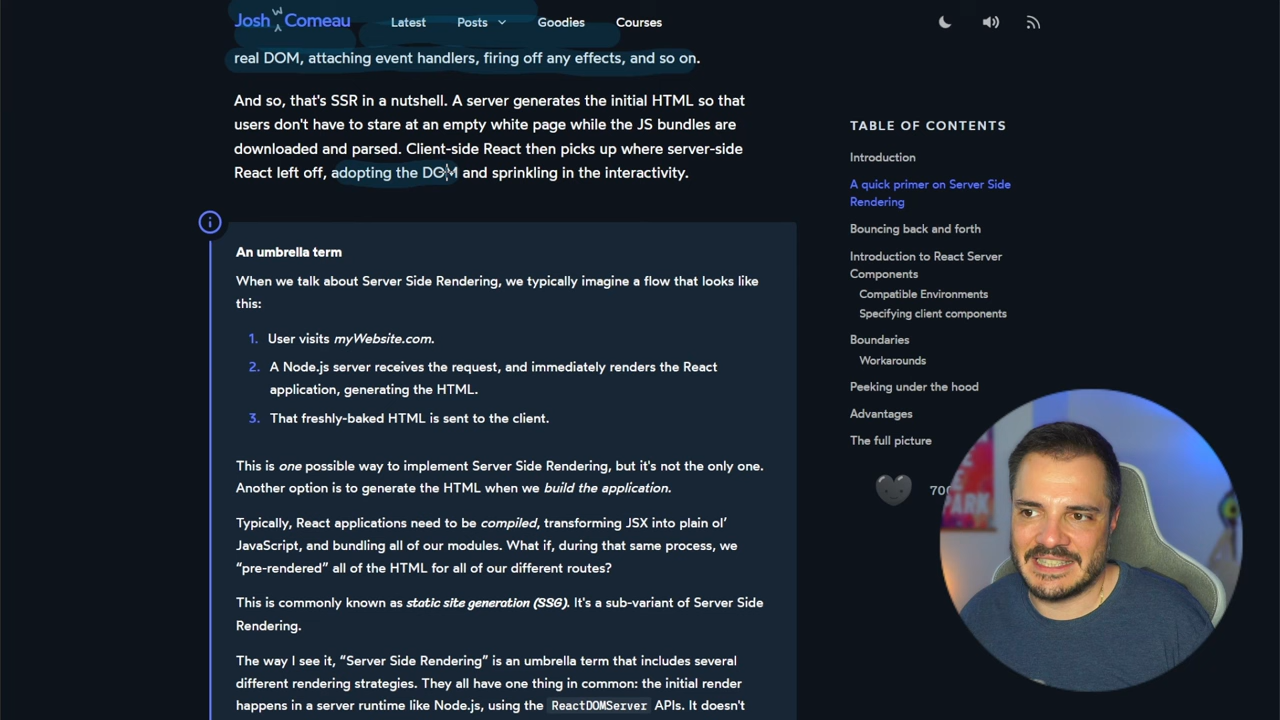 Josh W Comeau
Latest
Posts
Goodies
Courses
real DOM, attaching event handlers, firing off any effects, and so on.
And so, that's SSR in a nutshell. A server generates the initial HTML so that
users don't have to stare at an empty white page while the JS bundles are
downloaded and parsed. Client-side React then picks up where server-side
React left off, adopting the DOM and sprinkling in the interactivity.
An umbrella term
When we talk about Server Side Rendering, we typically imagine a flow that looks like
this:
1. User visits myWebsite.com.
2. A Node.js server receives the request, and immediately renders the React
application, generating the HTML.
3. That freshly-baked HTML is sent to the client.
This is one possible way to implement Server Side Rendering, but it's not the only one.
Another option is to generate the HTML when we build the application.
Typically, React applications need to be compiled, transforming JSX into plain ol’
JavaScript, and bundling all of our modules. What if, during that same process, we
“pre-rendered” all of the HTML for all of our different routes?
This is commonly known as static site generation (SSG). It's a sub-variant of Server Side
Rendering.
The way I see it, “Server Side Rendering” is an umbrella term that includes several
different rendering strategies. They all have one thing in common: the initial render
happens in a server runtime like Node.js, using the ReactDOMServer APIs. It doesn't
TABLE OF CONTENTS
Introduction
A quick primer on Server Side
Rendering
Bouncing back and forth
Introduction to React Server
Components
Compatible Environments
Specifying client components
Boundaries
Workarounds
Peeking under the hood
Advantages
The full picture